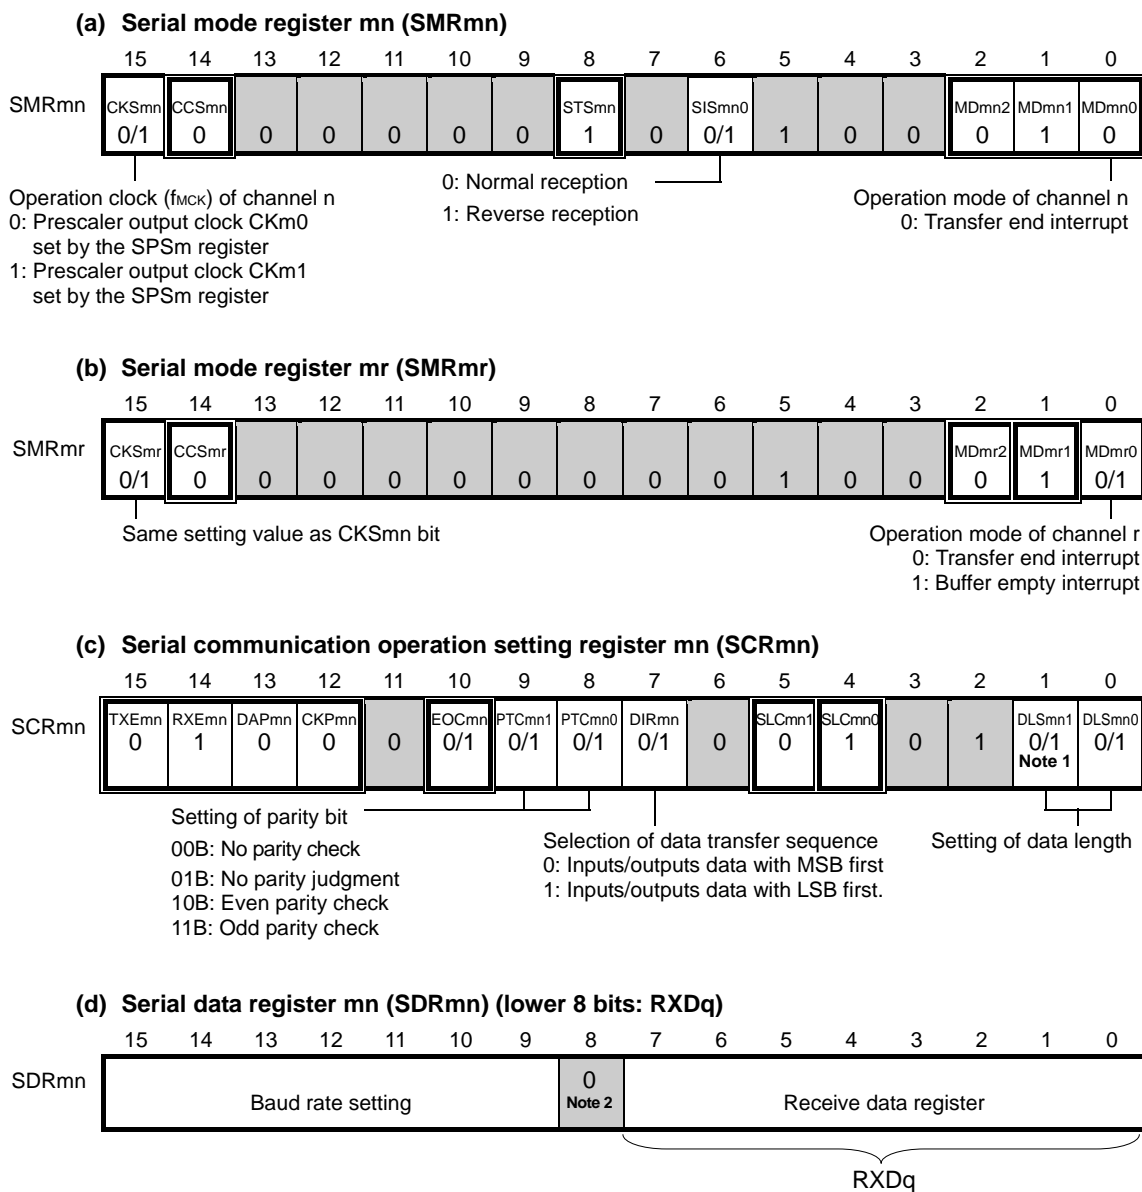 (a) Serial mode register mn (SMRmn)
15 14 13 12 11 10 9 8 7 6 5 4 3 2 1 0
SMRmn
CKSmn CCSmn STSmn SISmn0 MDmn2 MDmn1 MDmn0
0/1 0 0 0 0 0 0 1 0 0/1 1 0 0 0 1 0
Operation clock (fMCK) of channel n
0: Prescaler output clock CKm0
set by the SPSm register
1: Prescaler output clock CKm1
set by the SPSm register
0: Normal reception
1: Reverse reception
Operation mode of channel n
0: Transfer end interrupt
(b) Serial mode register mr (SMRmr)
15 14 13 12 11 10 9 8 7 6 5 4 3 2 1 0
SMRmr
CKSmr CCSmr MDmr2 MDmr1 MDmr0
0/1 0 0 0 0 0 0 0 0 0 1 0 0 0 1 0/1
Same setting value as CKSmn bit
Operation mode of channel r
0: Transfer end interrupt
1: Buffer empty interrupt
(c) Serial communication operation setting register mn (SCRmn)
15 14 13 12 11 10 9 8 7 6 5 4 3 2 1 0
SCRmn
TXEmn RXEmn DAPmn CKPmn EOCmn PTCmn1 PTCmn0 DIRmn SLCmn1 SLCmn0 DLSmn1 DLSmn0
0 1 0 0 0 0/1 0/1 0/1 0/1 0 0 1 0 1 0/1 0/1
Note 1
Setting of parity bit
00B: No parity check
01B: No parity judgment
10B: Even parity check
11B: Odd parity check
Selection of data transfer sequence
0: Inputs/outputs data with MSB first
1: Inputs/outputs data with LSB first.
Setting of data length
(d) Serial data register mn (SDRmn) (lower 8 bits: RXDq)
15 14 13 12 11 10 9 8 7 6 5 4 3 2 1 0
SDRmn
Baud rate setting
0
Note 2
Receive data register
RXDq